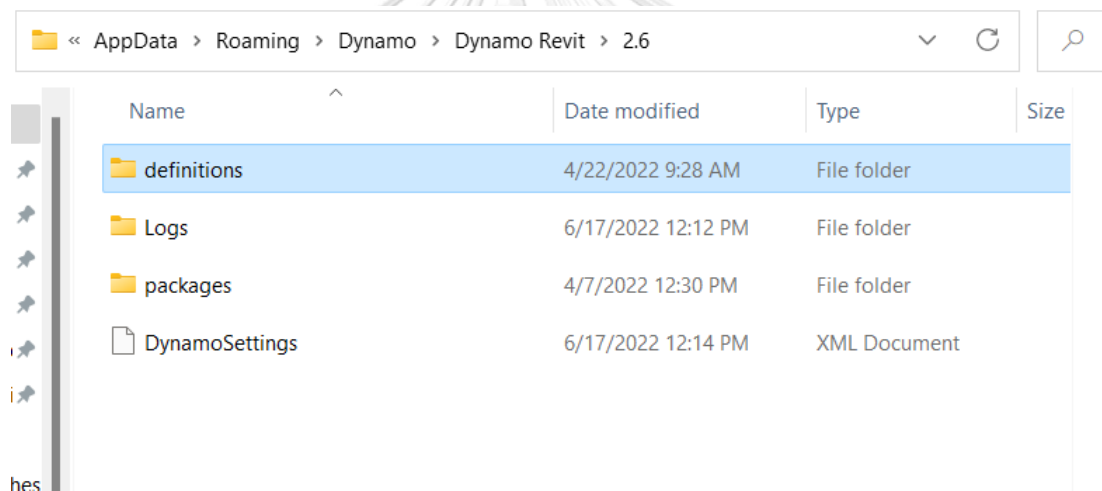 « AppData > Roaming > Dynamo > Dynamo Revit > 2.6
Name Date modified Type Size
definitions 4/22/2022 9:28 AM File folder
Logs 6/17/2022 12:12 PM File folder
packages 4/7/2022 12:30 PM File folder
DynamoSettings 6/17/2022 12:14 PM XML Document
hes